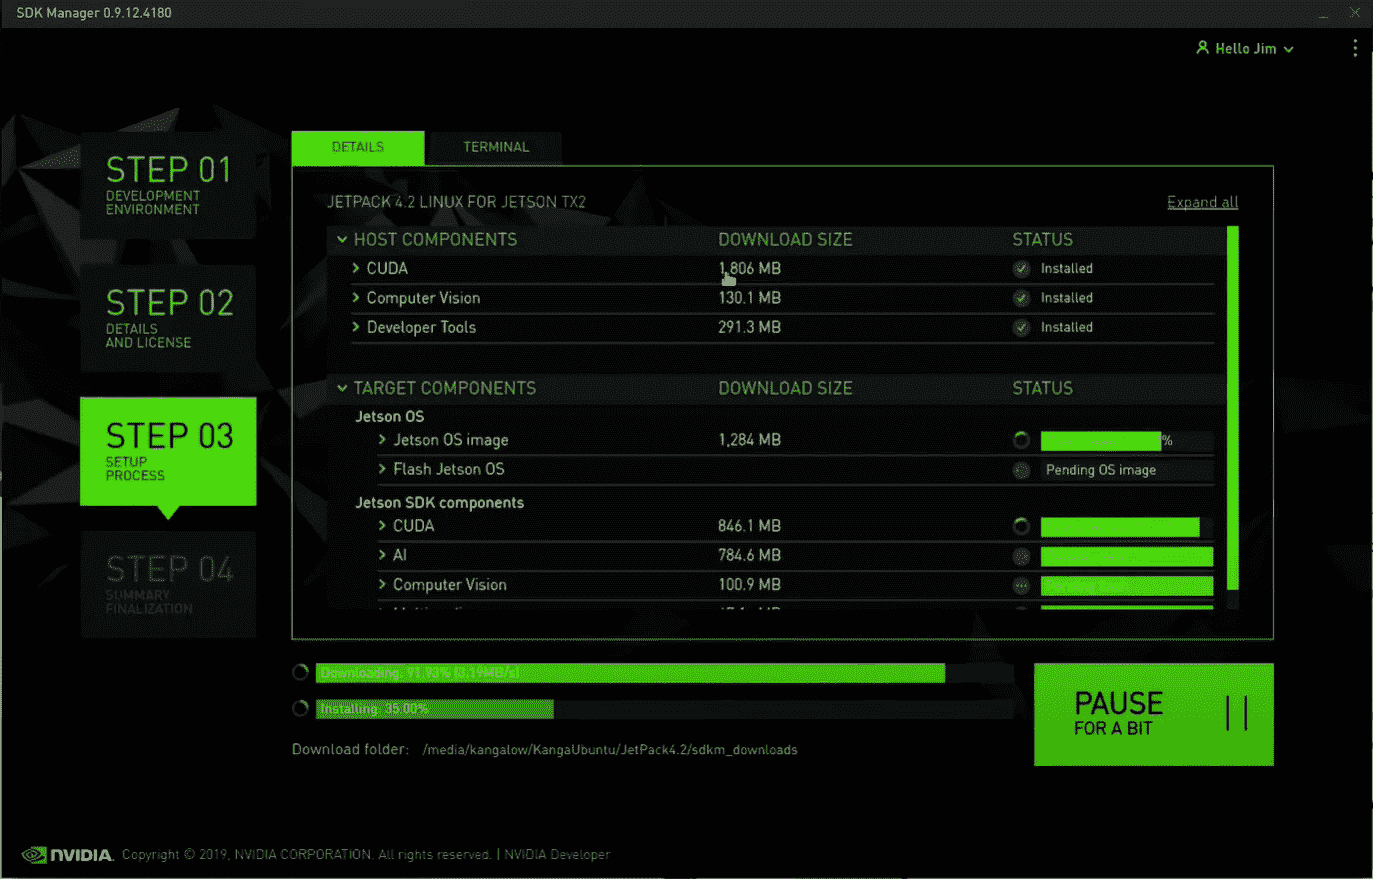 SDK Manager 0.9.12.4180
Hello Jim
STEP 01
DEVELOPMENT
ENVIRONMENT
STEP 02
DETAILS
AND LICENSE
STEP 03
SETUP
PROCESS
STEP 04
SUMMARY
FINALIZATION
DETAILS
TERMINAL
JETPACK 4.2 LINUX FOR JETSON TX2
Expand all
HOST COMPONENTS DOWNLOAD SIZE STATUS
CUDA 1,806 MB Installed
Computer Vision 130.1 MB Installed
Developer Tools 291.3 MB Installed
TARGET COMPONENTS DOWNLOAD SIZE STATUS
Jetson OS
Jetson OS image 1,284 MB %
Flash Jetson OS Pending OS image
Jetson SDK components
CUDA 846.1 MB
AI 784.6 MB
Computer Vision 100.9 MB
Downloading: 91.93% (3.19MB/s)
Installing: 35.00%
Download folder: /media/kangalow/KangaUbuntu/JetPack4.2/sdkm_downloads
PAUSE
FOR A BIT
NVIDIA. Copyright © 2019, NVIDIA CORPORATION. All rights reserved. | NVIDIA Developer